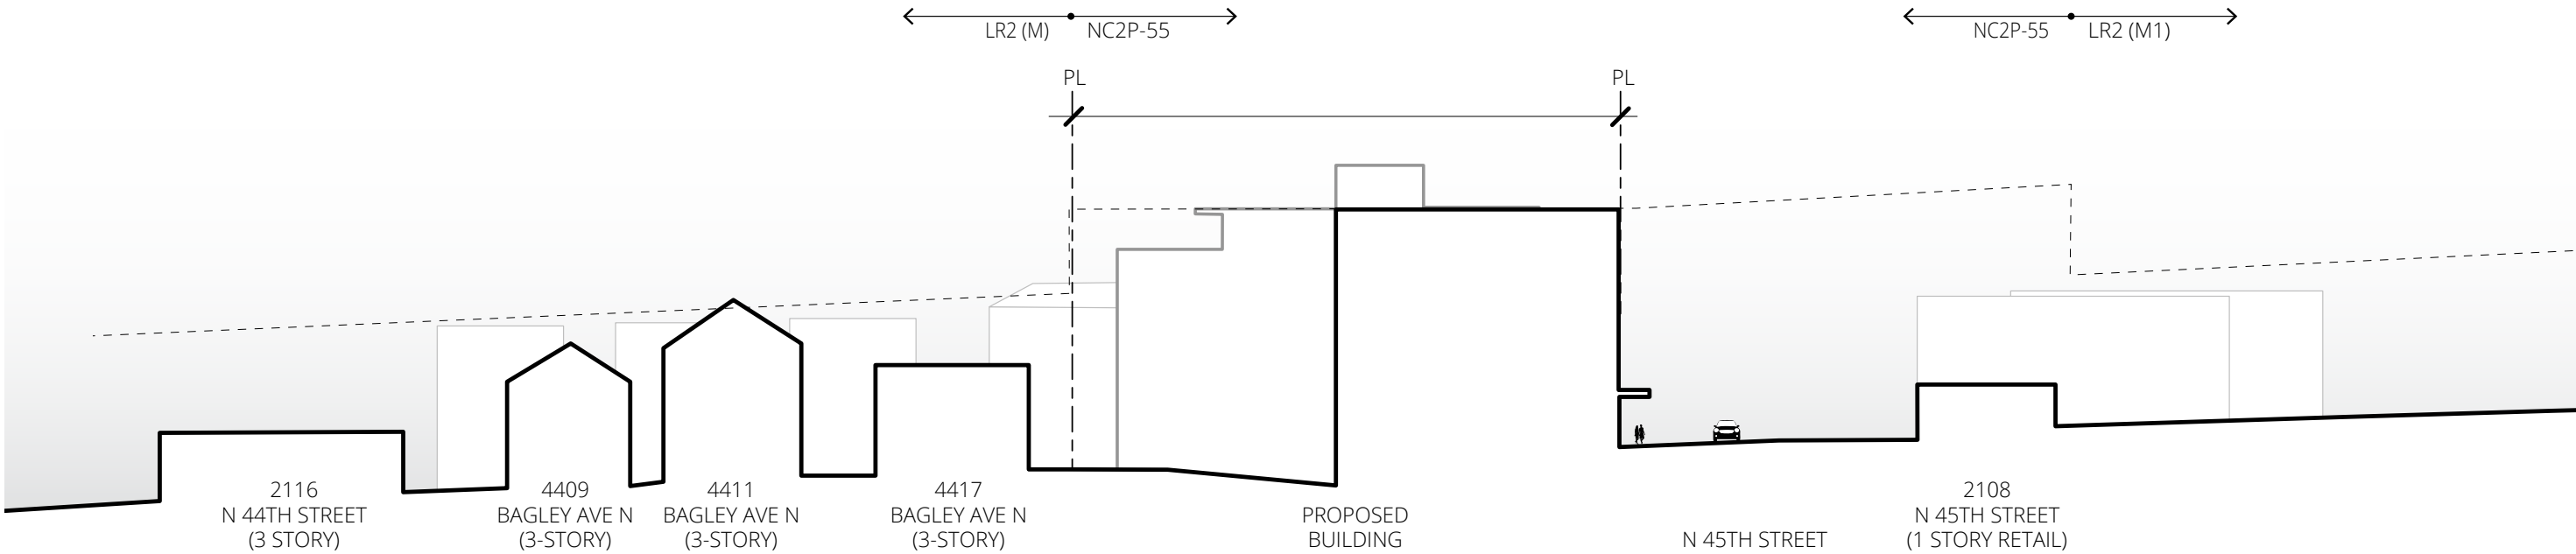 LR2 (M) NC2P-55
NC2P-55 LR2 (M1)
PL
PL
2116
N 44TH STREET
(3 STORY)
4409
BAGLEY AVE N
(3-STORY)
4411
BAGLEY AVE N
(3-STORY)
4417
BAGLEY AVE N
(3-STORY)
PROPOSED
BUILDING
N 45TH STREET
2108
N 45TH STREET
(1 STORY RETAIL)